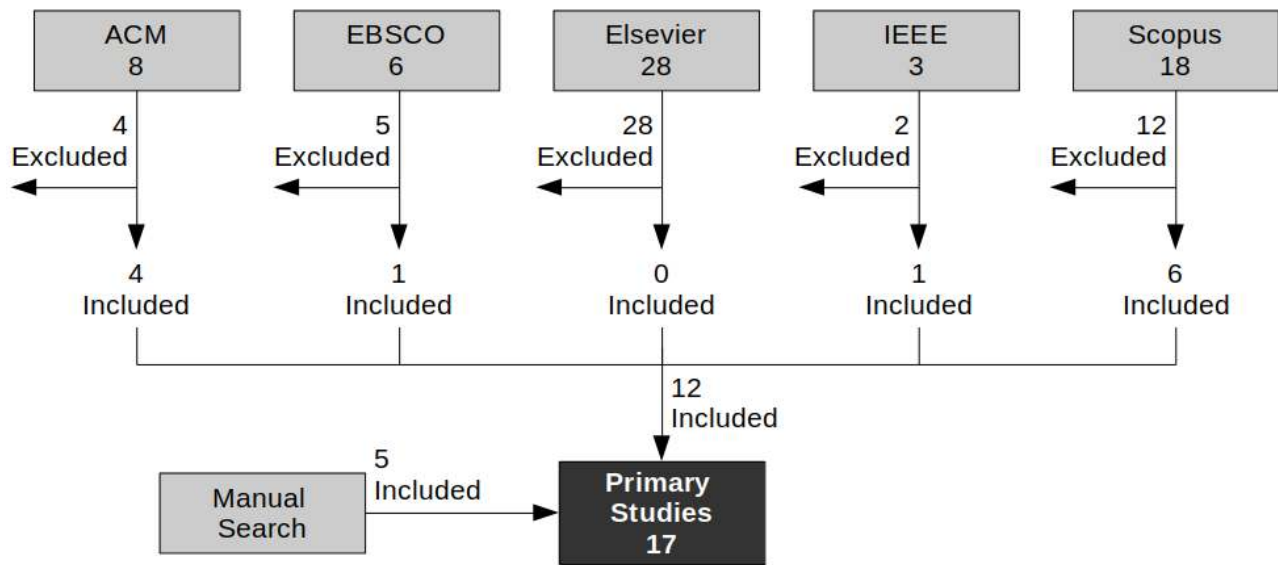 ACM
8
EBSCO
6
Elsevier
28
IEEE
3
Scopus
18
4
Excluded
5
Excluded
28
Excluded
2
Excluded
12
Excluded
4
Included
1
Included
0
Included
1
Included
6
Included
12
Included
Manual
Search
5
Included
Primary
Studies
17